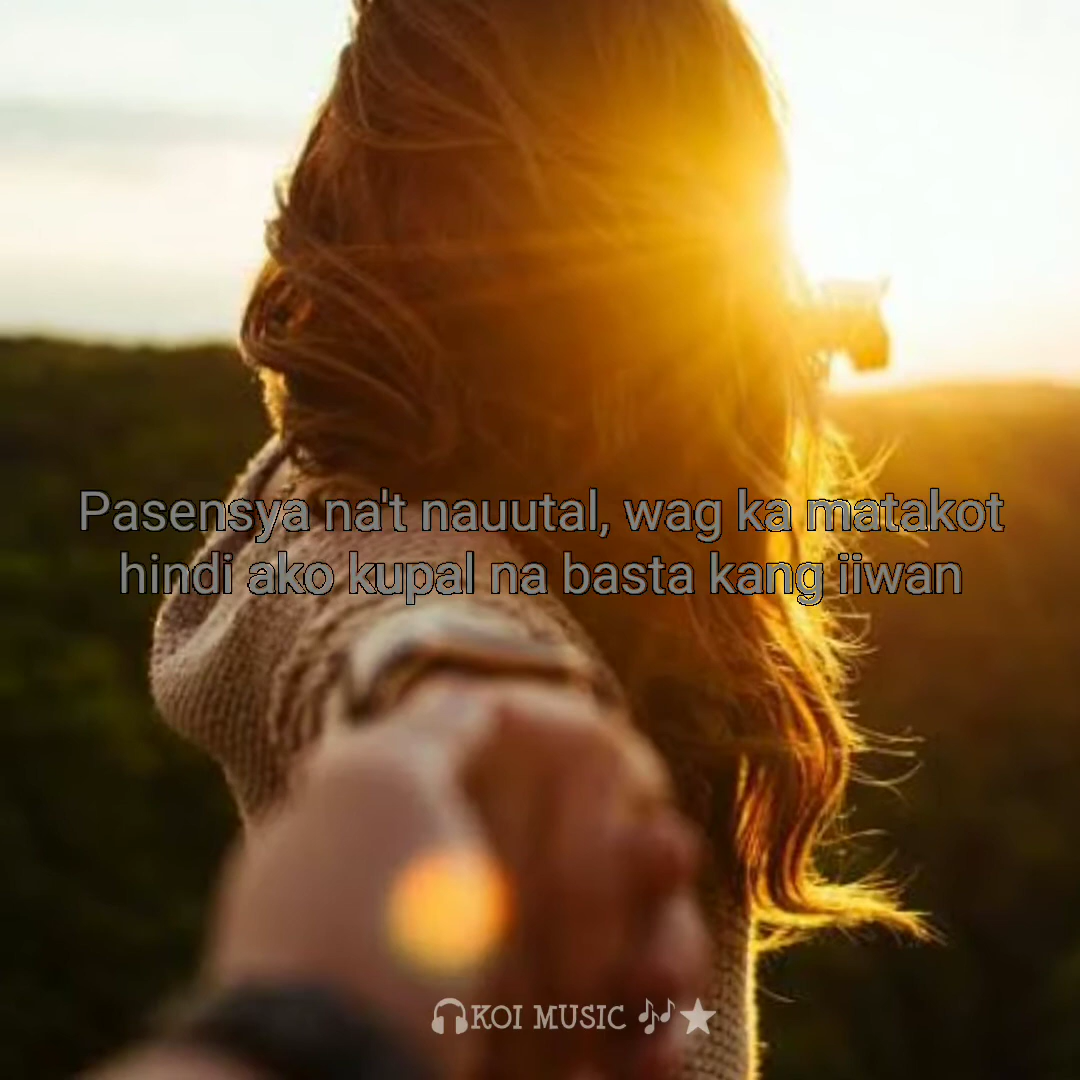 Pasensya na't nauutal, wag ka matakot
hindi ako kupal na basta kang iiwan
🎧KOI MUSIC 🎶★